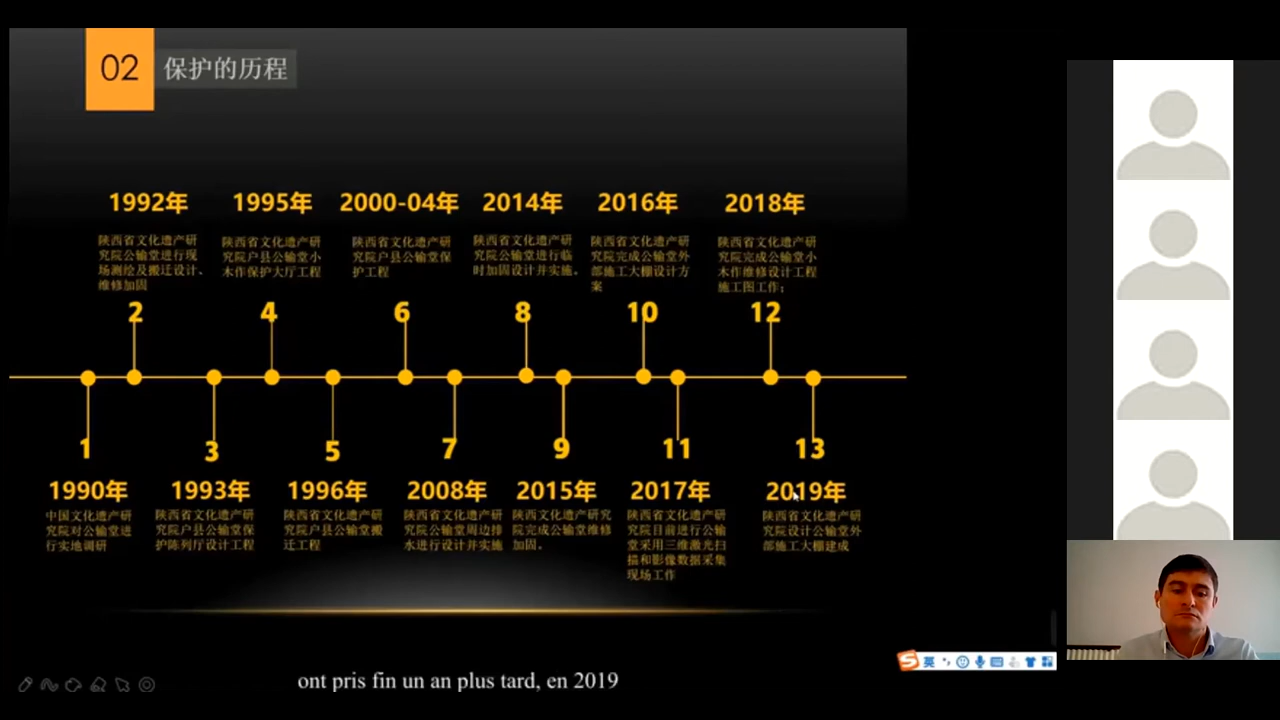 02
保护的历程
1992年
1995年
2000-04年
2014年
2016年
2018年
陕西省文化遗产研
究院公输堂进行现
场测绘及搬迁设计、
维修加固
陕西省文化遗产研
究院户县公输堂小
木作保护大厅工程
陕西省文化遗产研
究院户县公输堂保
护工程
陕西省文化遗产研
究院公输堂进行临
时加固设计并实施。
陕西省文化遗产研
究院完成公输堂外
部施工大棚设计方
案
陕西省文化遗产研
究院完成公输堂小
木作维修设计工程
施工图工作；
2
4
6
8
10
12
1
3
5
7
9
11
13
1990年
1993年
1996年
2008年
2015年
2017年
2019年
中国文化遗产研
究院对公输堂进
行实地调研
陕西省文化遗产研
究院户县公输堂保
护陈列厅设计工程
陕西省文化遗产研
究院户县公输堂搬
迁工程
陕西省文化遗产研
究院公输堂周边排
水进行设计并实施
陕西省文化遗产研究
院完成公输堂维修
加固。
陕西省文化遗产研
究院目前进行公输
堂采用三维激光扫
描和影像数据采集
现场工作
陕西省文化遗产研
究院设计公输堂外
部施工大棚建成
英
ont pris fin un an plus tard, en 2019